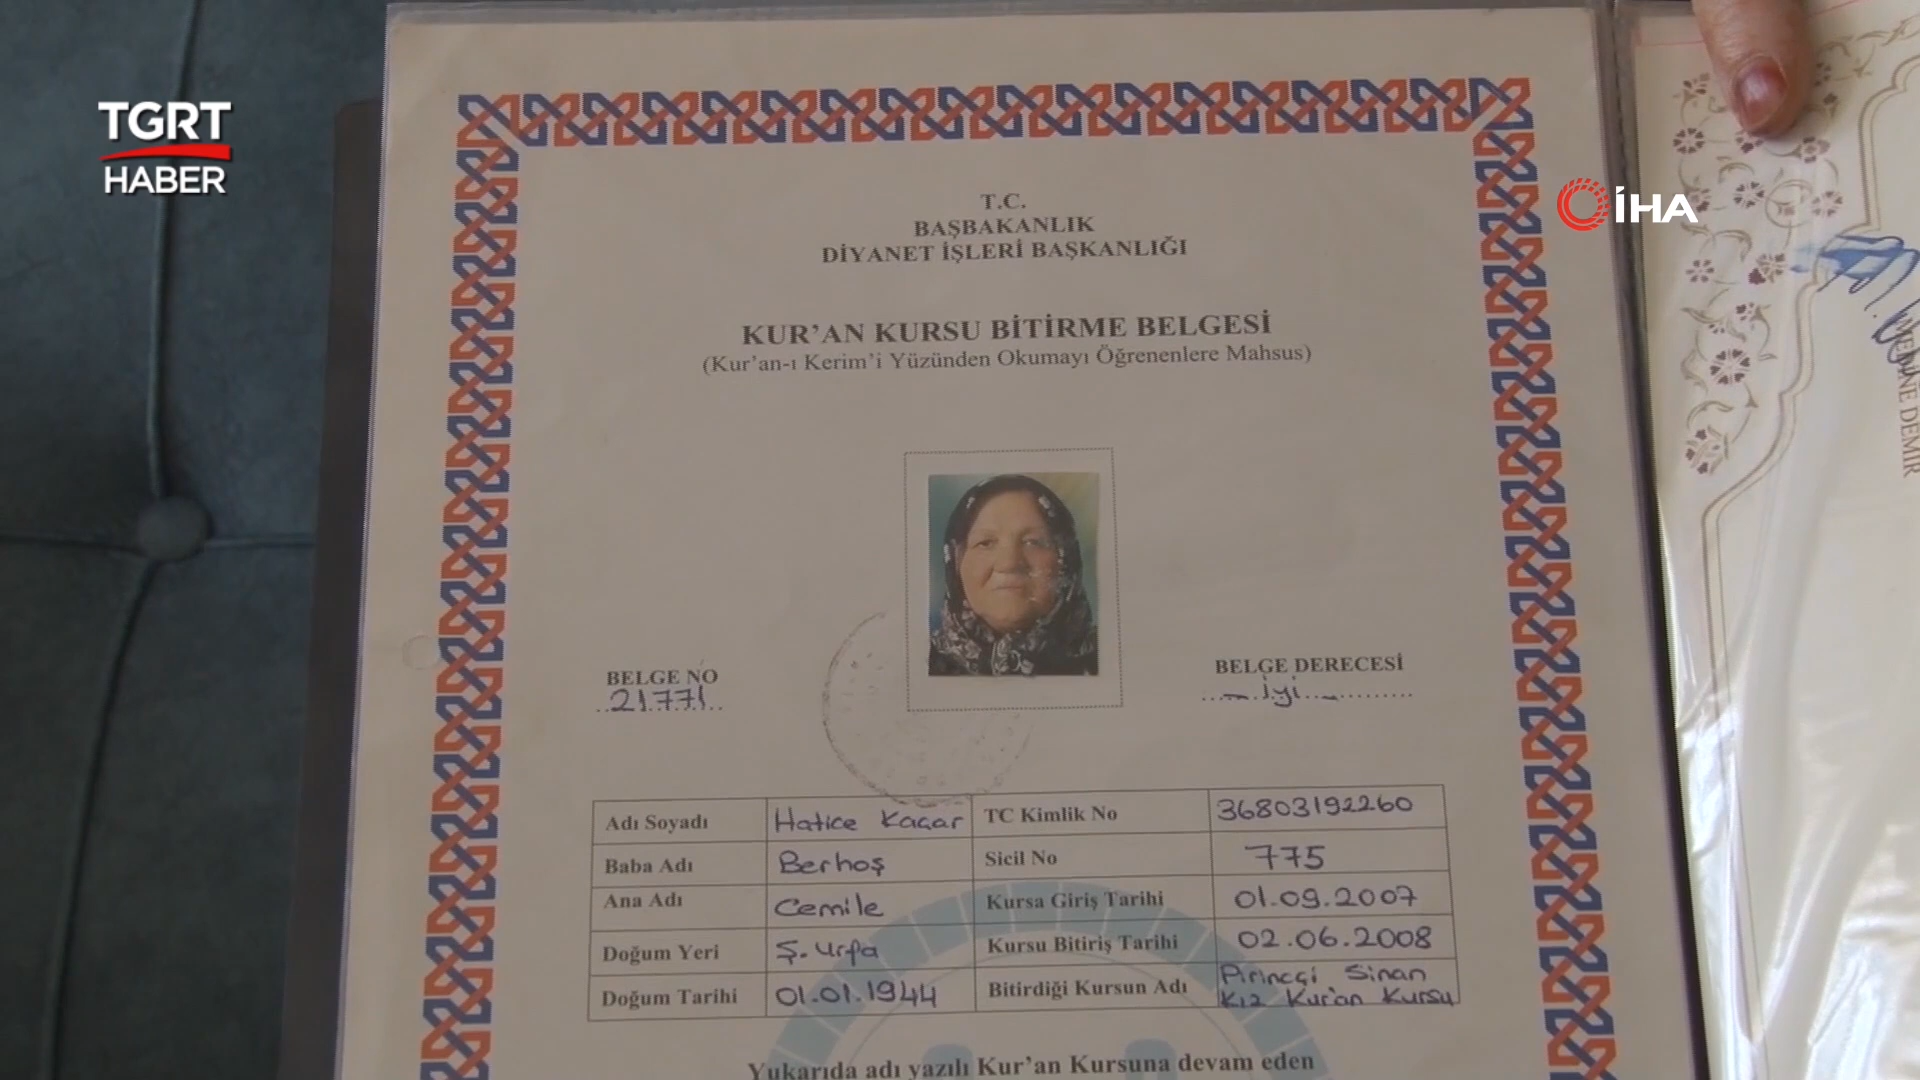 TGRT
HABER
İHA
T.C.
BAŞBAKANLIK
DİYANET İŞLERİ BAŞKANLIĞI
KUR'AN KURSU BİTİRME BELGESİ
(Kur'an-ı Kerim'i Yüzünden Okumayı Öğrenenlere Mahsus)
BELGE NO
21771
BELGE DERECESİ
İyi
Adı Soyadı Hatice Kaçar TC Kimlik No 36803192260
Baba Adı Berhoş Sicil No 775
Ana Adı Cemile Kursa Giriş Tarihi 01.09.2007
Doğum Yeri Ş. Urfa Kursu Bitiriş Tarihi 02.06.2008
Doğum Tarihi 01.01.1944 Bitirdiği Kursun Adı Pirinççi Sinan
Kız Kur'an Kursu
Yukarıda adı yazılı Kur'an Kursuna devam eden
DEMİR